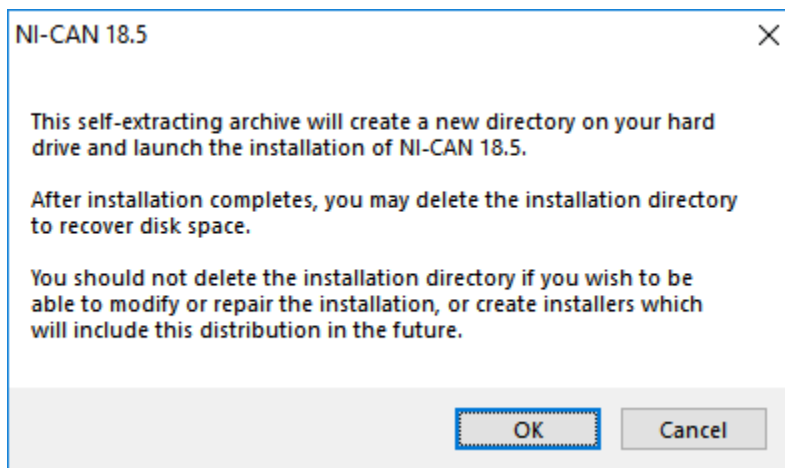 NI-CAN 18.5
This self-extracting archive will create a new directory on your hard
drive and launch the installation of NI-CAN 18.5.
After installation completes, you may delete the installation directory
to recover disk space.
You should not delete the installation directory if you wish to be
able to modify or repair the installation, or create installers which
will include this distribution in the future.
OK
Cancel